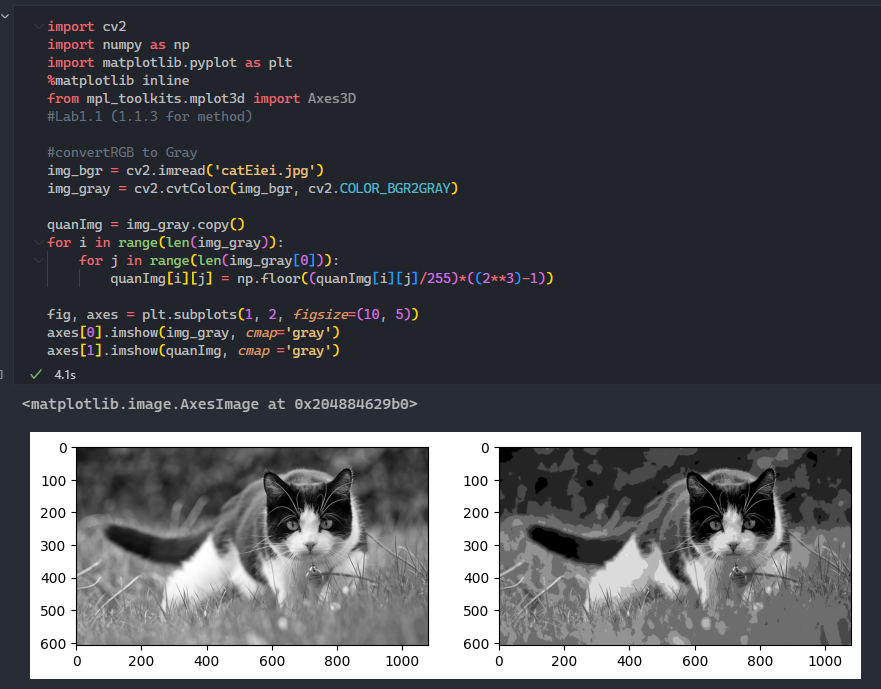 import cv2
import numpy as np
import matplotlib.pyplot as plt
%matplotlib inline
from mpl_toolkits.mplot3d import Axes3D
#Lab1.1 (1.1.3 for method)

#convertRGB to Gray
img_bgr = cv2.imread('catEiei.jpg')
img_gray = cv2.cvtColor(img_bgr, cv2.COLOR_BGR2GRAY)

quanImg = img_gray.copy()
for i in range(len(img_gray)):
    for j in range(len(img_gray[0])):
        quanImg[i][j] = np.floor((quanImg[i][j]/255)*((2**3)-1))

fig, axes = plt.subplots(1, 2, figsize=(10, 5))
axes[0].imshow(img_gray, cmap='gray')
axes[1].imshow(quanImg, cmap ='gray')
] ✓ 4.1s
<matplotlib.image.AxesImage at 0x204884629b0>
0
100
200
300
400
500
600
0 200 400 600 800 1000
0
100
200
300
400
500
600
0 200 400 600 800 1000